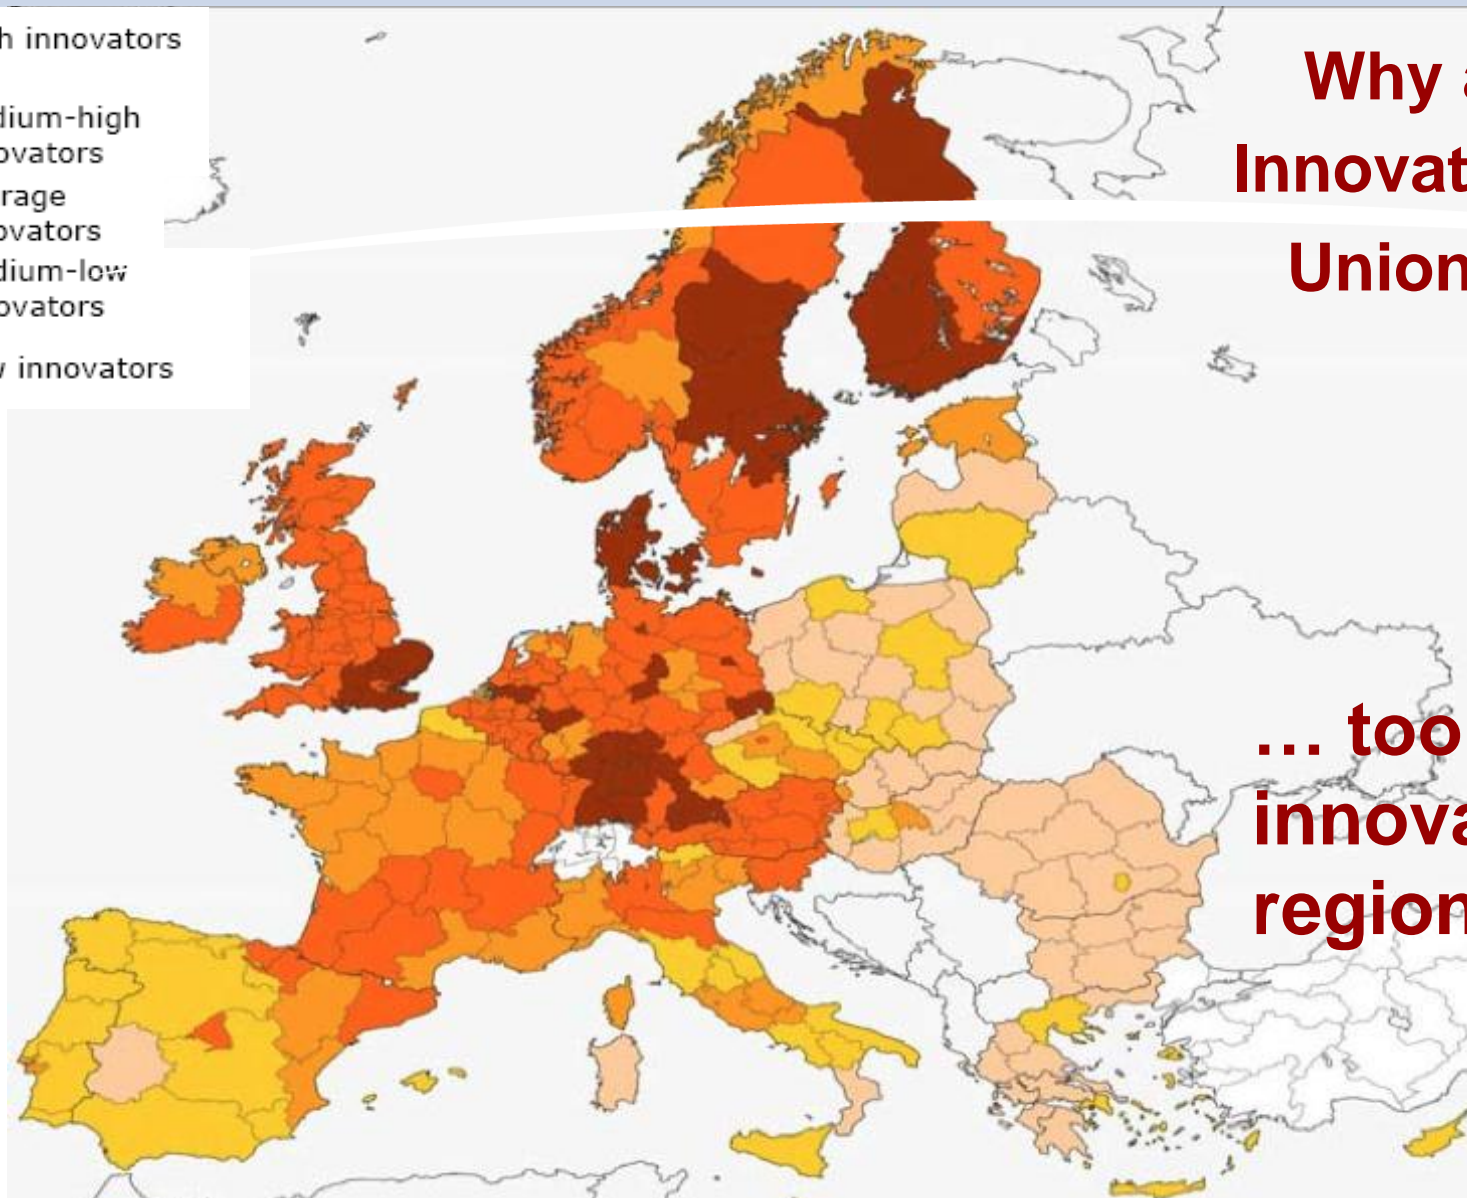 h innovators
dium-high
ovators
rage
ovators
dium-low
ovators
v innovators
Why a
Innovat
Union
... too
innova
region